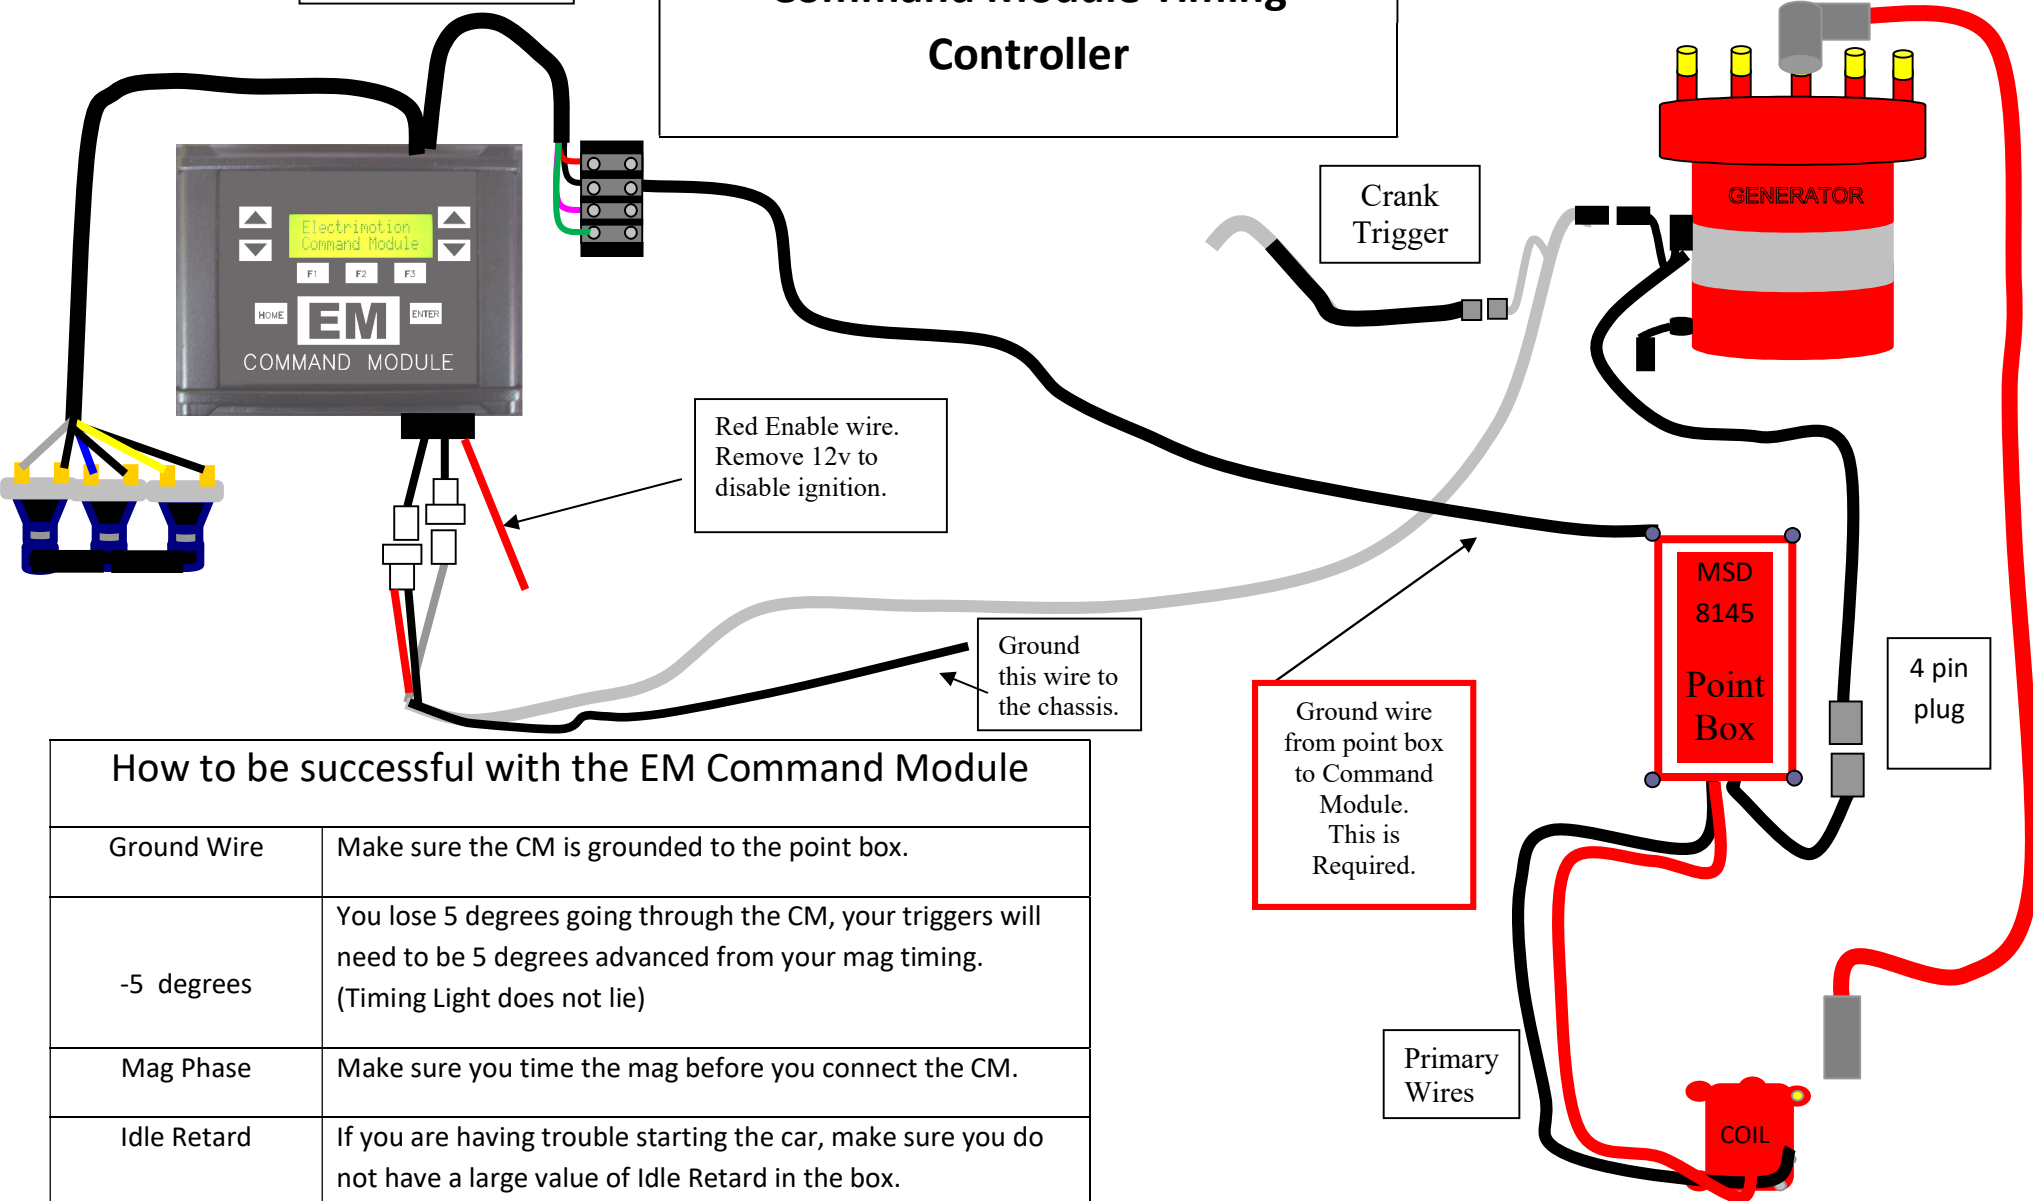 Command Module Timing
Controller
GENERATOR
Crank
Trigger
Electrimotion
Command Module
F1 F2 F3
HOME EM ENTER
COMMAND MODULE
Red Enable wire.
Remove 12v to
disable ignition.
MSD
8145
Point
Box
4 pin
plug
Ground
this wire to
the chassis.
Ground wire
from point box
to Command
Module.
This is
Required.
How to be successful with the EM Command Module
Ground Wire Make sure the CM is grounded to the point box.
-5 degrees
You lose 5 degrees going through the CM, your triggers will
need to be 5 degrees advanced from your mag timing.
(Timing Light does not lie)
Mag Phase Make sure you time the mag before you connect the CM.
Idle Retard If you are having trouble starting the car, make sure you do
not have a large value of Idle Retard in the box.
Primary
Wires
COIL